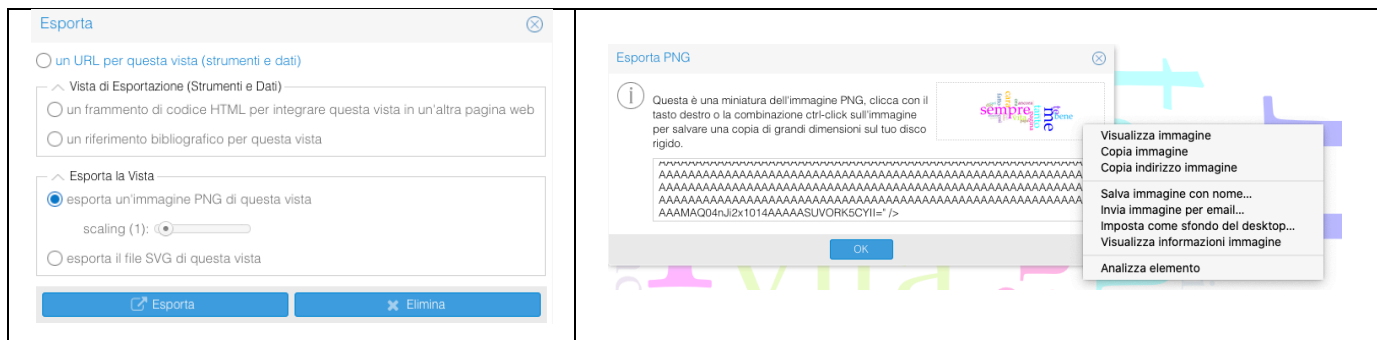 Esporta
un URL per questa vista (strumenti e dati)
Vista di Esportazione (Strumenti e Dati)
un frammento di codice HTML per integrare questa vista in un'altra pagina web
un riferimento bibliografico per questa vista
Esporta la Vista
esporta un'immagine PNG di questa vista
scaling (1):
esporta il file SVG di questa vista
Esporta
Elimina
Esporta PNG
Questa è una miniatura dell'immagine PNG, clicca con il
tasto destro o la combinazione ctrl-click sull'immagine
per salvare una copia di grandi dimensioni sul tuo disco
rigido.
sempre
me
bene
AAAMAQ04nJi2x1014AAAAASUVORK5CYII=" />
OK
Visualizza immagine
Copia immagine
Copia indirizzo immagine
Salva immagine con nome...
Invia immagine per email...
Imposta come sfondo del desktop...
Visualizza informazioni immagine
Analizza elemento